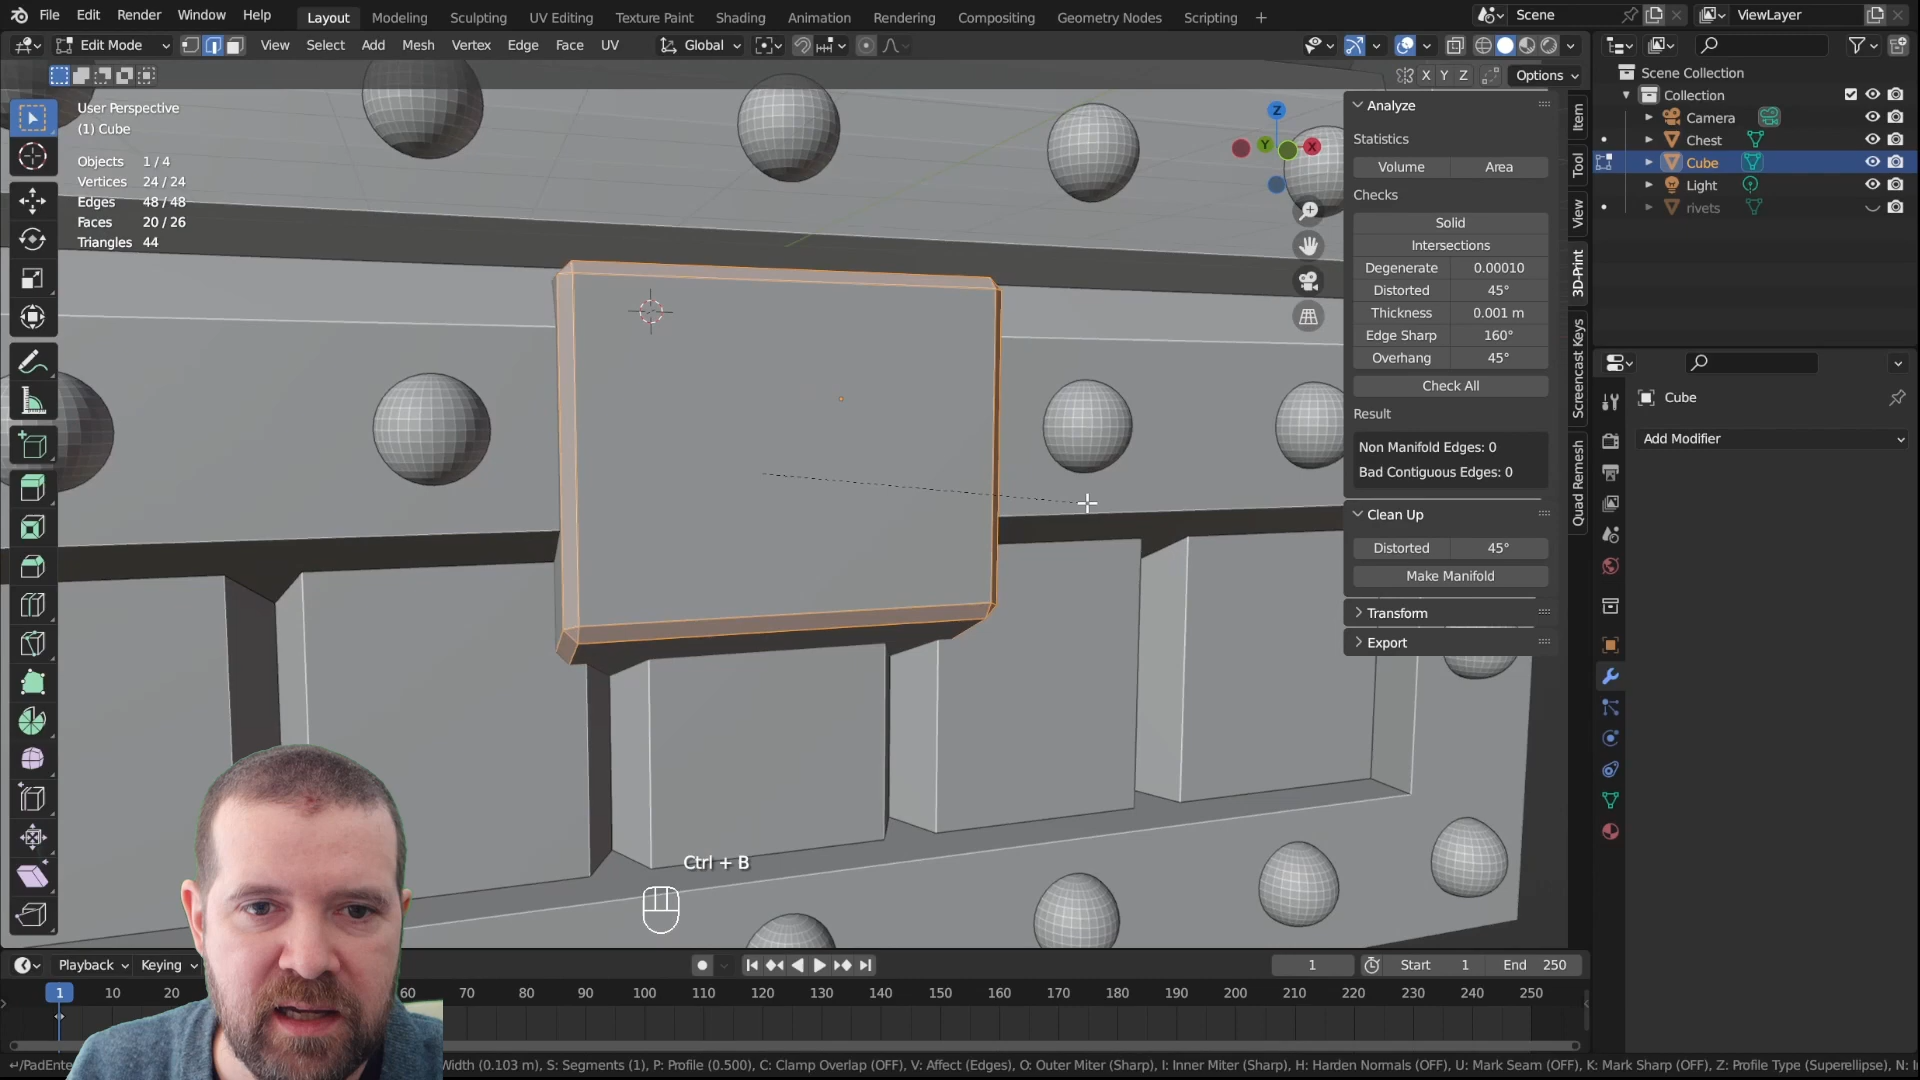 File Edit Render Window Help Layout Modeling Sculpting UV Editing Texture Paint Shading Animation Rendering Compositing Geometry Nodes Scripting + Scene ViewLayer
Edit Mode View Select Add Mesh Vertex Edge Face UV Global
X Y Z Options
User Perspective
(1) Cube
Objects 1/4
Vertices 24/24
Edges 48/48
Faces 20/26
Triangles 44
Z
Y
X
Analyze
Statistics
Volume Area
Checks
Solid
Intersections
Degenerate 0.00010
Distorted 45°
Thickness 0.001 m
Edge Sharp 160°
Overhang 45°
Check All
Result
Non Manifold Edges: 0
Bad Contiguous Edges: 0
Clean Up
Distorted 45°
Make Manifold
Transform
Export
Item
Tool
View
3D-Print
Screencast Keys
Quad Remesh
Scene Collection
Collection
Camera
Chest
Cube
Light
rivets
Cube
Add Modifier
Ctrl + B
Playback Keying 1 Start 1 End 250
1 10 20 60 70 80 90 100 110 120 130 140 150 160 170 180 190 200 210 220 230 240 250
/PadEnte Width (0.103 m), S: Segments (1), P: Profile (0.500), C: Clamp Overlap (OFF), V: Affect (Edges), O: Outer Miter (Sharp), I: Inner Miter (Sharp), H: Harden Normals (OFF), U: Mark Seam (OFF), K: Mark Sharp (OFF), Z: Profile Type (Superellipse), N: I